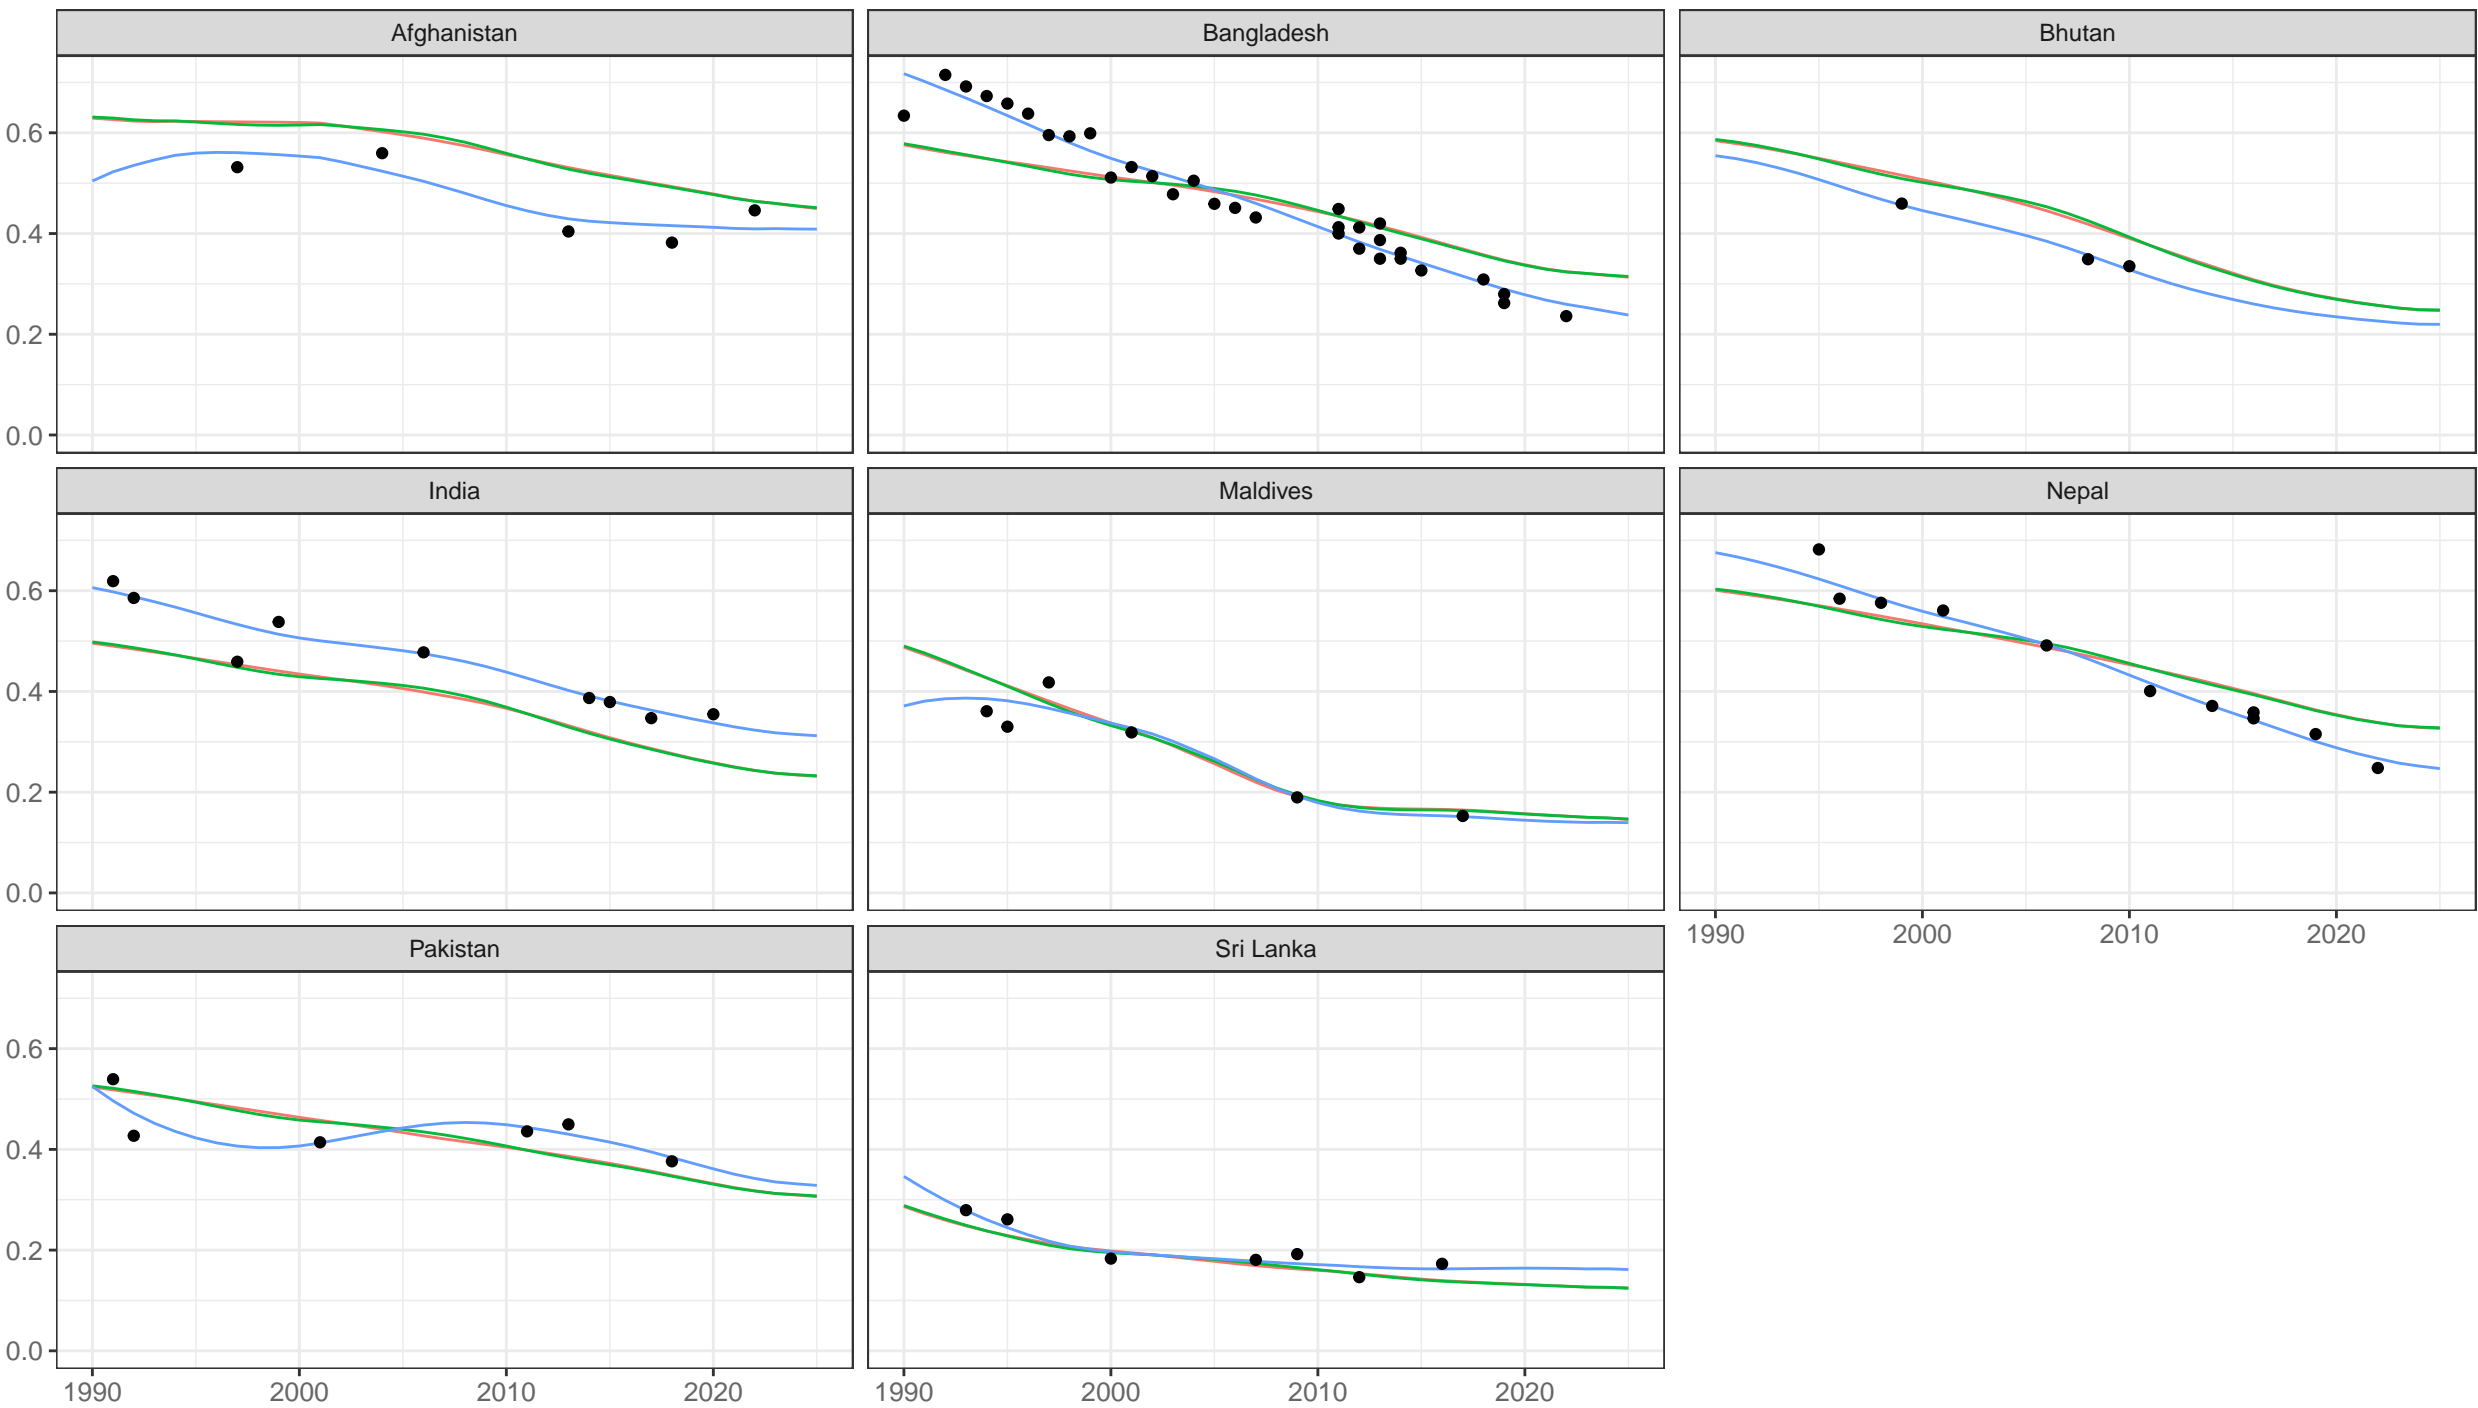 Afghanistan Bangladesh Bhutan
0.6
0.4
0.2
0.0
India Maldives Nepal
0.6
0.4
0.2
0.0
1990 2000 2010 2020
Pakistan Sri Lanka
0.6
0.4
0.2
0.0
1990 2000 2010 2020 1990 2000 2010 2020